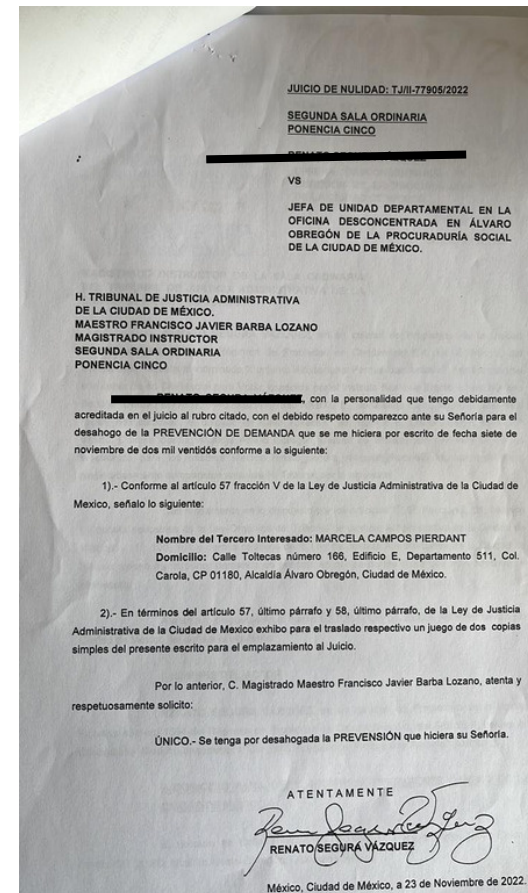 JUICIO DE NULIDAD: TJ/II-77905/2022
SEGUNDA SALA ORDINARIA
PONENCIA CINCO
VS
JEFA DE UNIDAD DEPARTAMENTAL EN LA
OFICINA DESCONCENTRADA EN ÁLVARO
OBREGÓN DE LA PROCURADURÍA SOCIAL
DE LA CIUDAD DE MÉXICO.
H. TRIBUNAL DE JUSTICIA ADMINISTRATIVA
DE LA CIUDAD DE MÉXICO.
MAESTRO FRANCISCO JAVIER BARBA LOZANO
MAGISTRADO INSTRUCTOR
SEGUNDA SALA ORDINARIA
PONENCIA CINCO
, con la personalidad que tengo debidamente
acreditada en el juicio al rubro citado, con el debido respeto comparezco ante su Señoría para el
desahogo de la PREVENCIÓN DE DEMANDA que se me hiciera por escrito de fecha siete de
noviembre de dos mil ventidós conforme a lo siguiente:
1).- Conforme al artículo 57 fracción V de la Ley de Justicia Administrativa de la Ciudad de
Mexico, señalo lo siguiente:
Nombre del Tercero Interesado: MARCELA CAMPOS PIERDANT
Domicilio: Calle Toltecas número 166, Edificio E, Departamento 511, Col.
Carola, CP 01180, Alcaldía Álvaro Obregón, Ciudad de México.
2).- En términos del artículo 57, último párrafo y 58, último párrafo, de la Ley de Justicia
Administrativa de la Ciudad de Mexico exhibo para el traslado respectivo un juego de dos copias
simples del presente escrito para el emplazamiento al Juicio.
Por lo anterior, C. Magistrado Maestro Francisco Javier Barba Lozano, atenta y
respetuosamente solicito:
ÚNICO.- Se tenga por desahogada la PREVENSIÓN que hiciera su Señoría.
ATENTAMENTE
RENATO SEGURA VÁZQUEZ
México, Ciudad de México, a 23 de Noviembre de 2022.